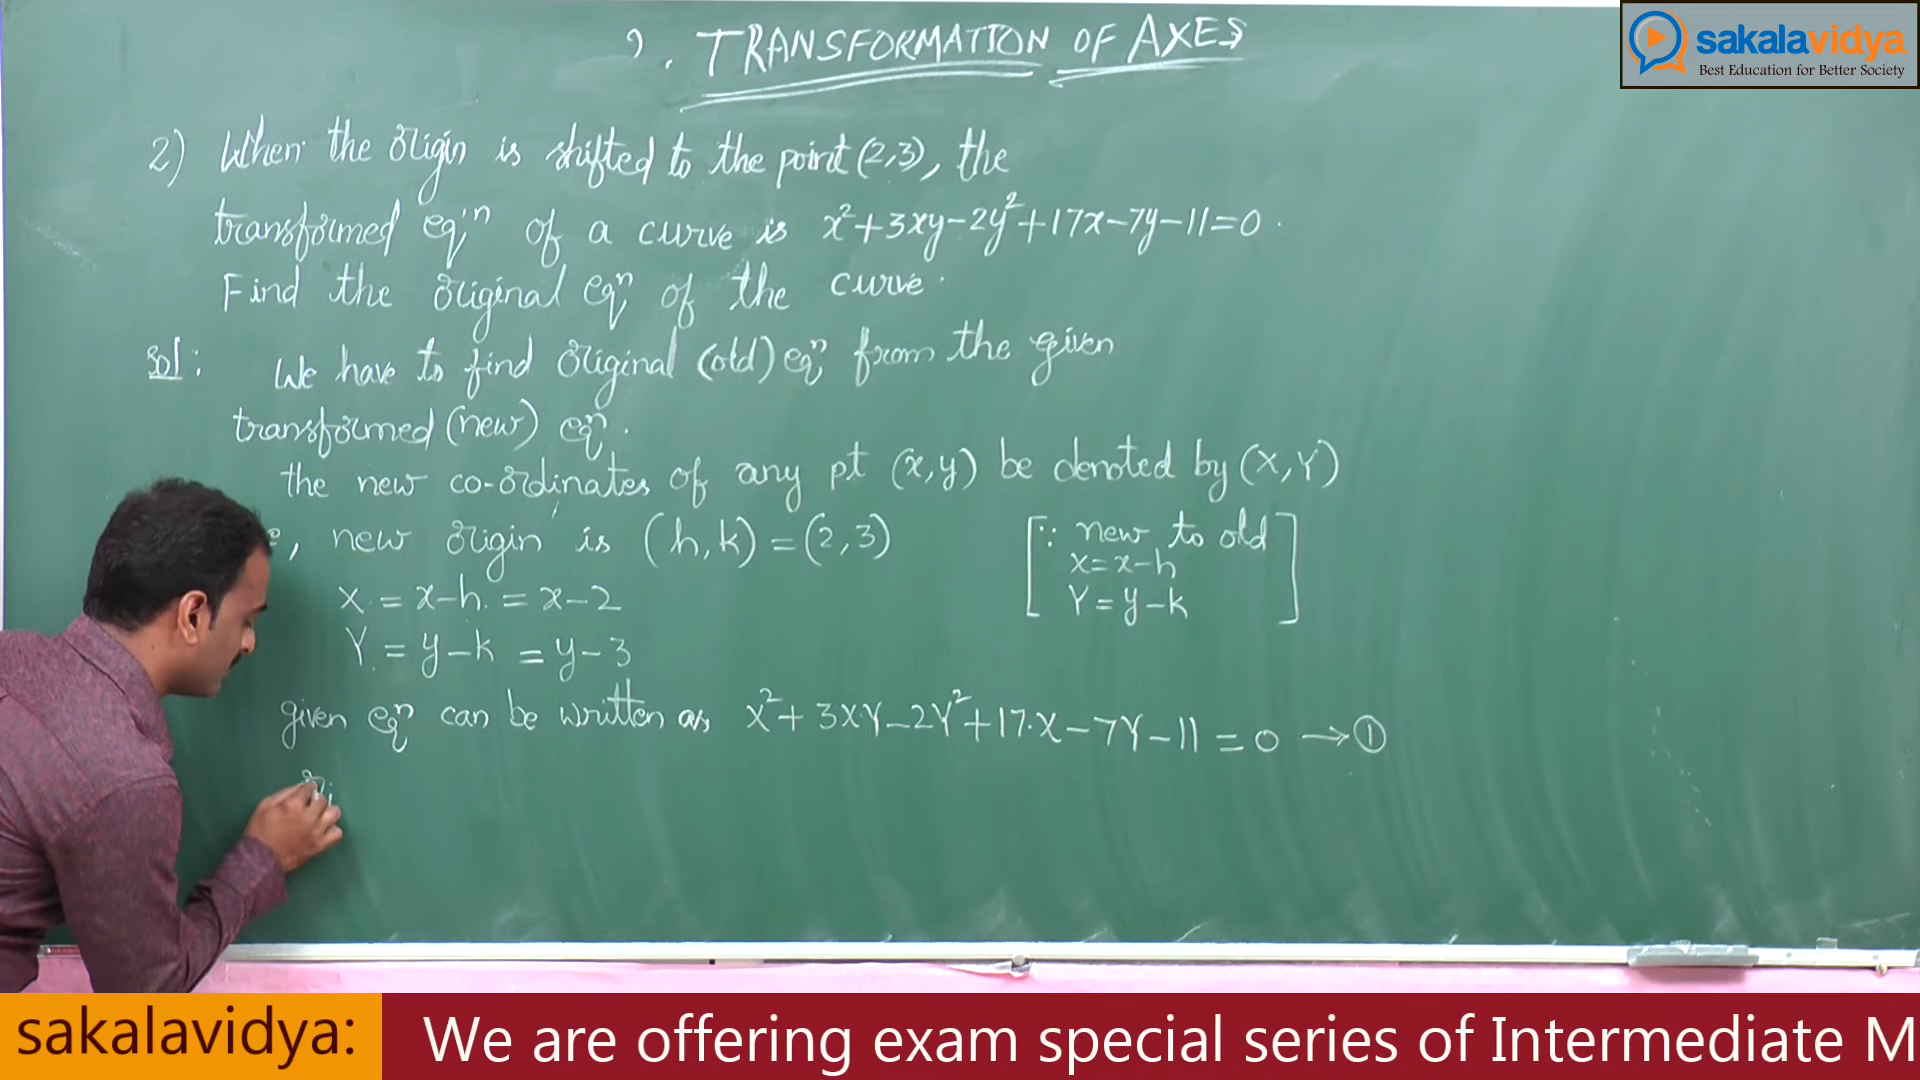 2. TRANSFORMATION OF AXES
sakalavidya
Best Education for Better Society
2) When the origin is shifted to the point (2,3), the
transformed eqⁿ of a curve is x²+3xy−2y²+17x−7y−11=0.
Find the original eqⁿ of the curve.
Sol: We have to find original (old) eqⁿ from the given
transformed (new) eqⁿ.
the new co-ordinates of any pt (x,y) be denoted by (X,Y)
, new origin is (h,k)=(2,3)
[∵ new to old
X=x−h
Y=y−k]
X = x−h = x−2
Y = y−k = y−3
given eqⁿ can be written as X²+3XY−2Y²+17.X−7Y−11=0 →①
sakalavidya: We are offering exam special series of Intermediate M